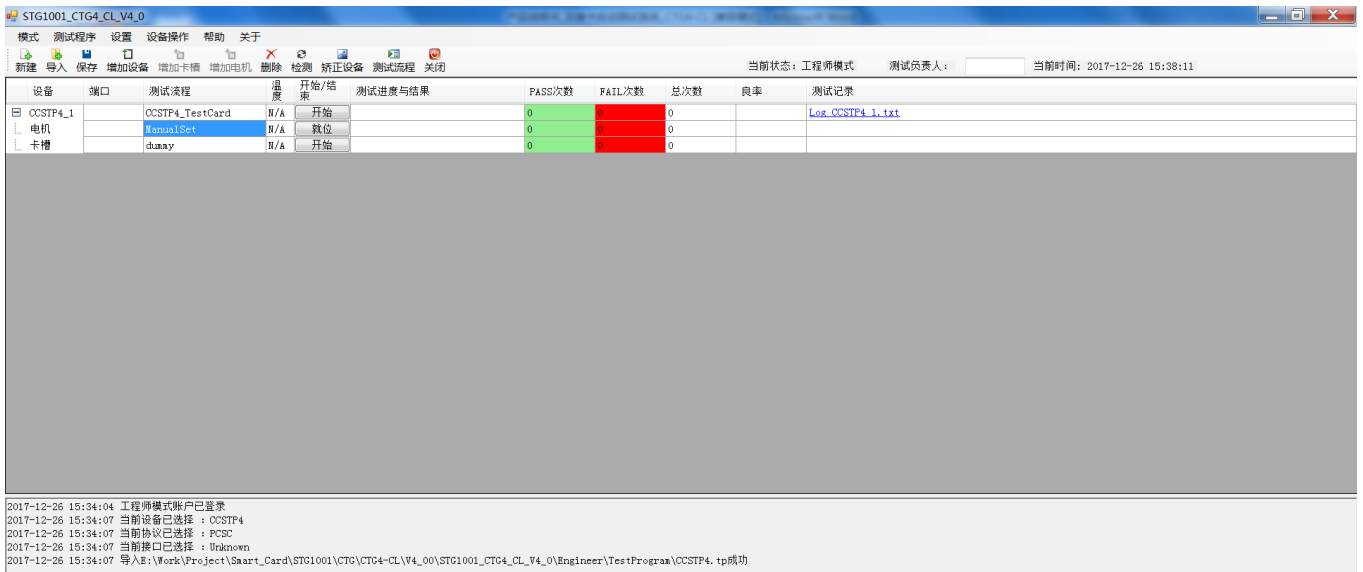 STG1001_CTG4_CL_V4_0
模式 测试程序 设置 设备操作 帮助 关于
新建 导入 保存 增加设备 增加卡槽 增加电机 删除 检测 矫正设备 测试流程 关闭 当前状态：工程师模式 测试负责人： 当前时间：2017-12-26 15:38:11
设备 端口 测试流程 温度 开始/结束 测试进度与结果 PASS次数 FAIL次数 总次数 良率 测试记录
CCSTP4_1 CCSTP4_TestCard N/A 开始 0 0 0 Log_CCSTP4_1.txt
电机 ManualSet N/A 就位 0 0 0
卡槽 dummy N/A 开始 0 0 0
2017-12-26 15:34:04 工程师模式账户已登录
2017-12-26 15:34:07 当前设备已选择 : CCSTP4
2017-12-26 15:34:07 当前协议已选择 : PCSC
2017-12-26 15:34:07 当前接口已选择 : Unknown
2017-12-26 15:34:07 导入E:\Work\Project\Smart_Card\STG1001\CTG\CTG4-CL\V4_00\STG1001_CTG4_CL_V4_0\Engineer\TestProgram\CCSTP4.tp成功